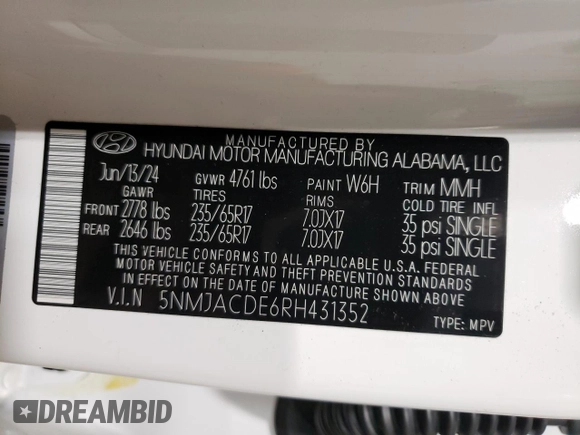 MANUFACTURED BY
HYUNDAI MOTOR MANUFACTURING ALABAMA, LLC
Jun/13/24 GVWR 4761 lbs PAINT W6H TRIM MMH
GAWR TIRES RIMS COLD TIRE INFL
FRONT 2778 lbs 235/65R17 7.0JX17 35 psi SINGLE
REAR 2646 lbs 235/65R17 7.0JX17 35 psi SINGLE
THIS VEHICLE CONFORMS TO ALL APPLICABLE U.S.A. FEDERAL
MOTOR VEHICLE SAFETY AND THEFT PREVENTION STANDARDS
IN EFFECT ON THE DATE OF MANUFACTURE SHOWN ABOVE.
V.I.N 5NMJACDE6RH431352
TYPE: MPV
DREAMBID